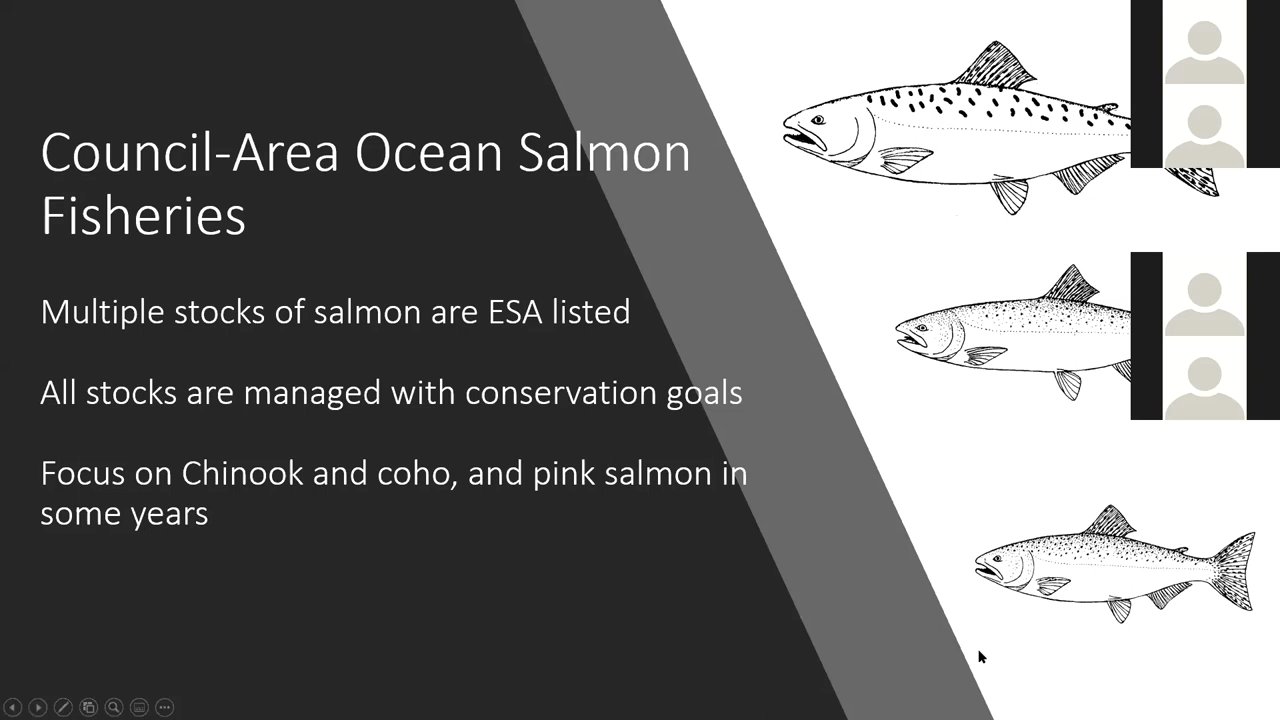 Council-Area Ocean Salmon
Fisheries
Multiple stocks of salmon are ESA listed
All stocks are managed with conservation goals
Focus on Chinook and coho, and pink salmon in
some years